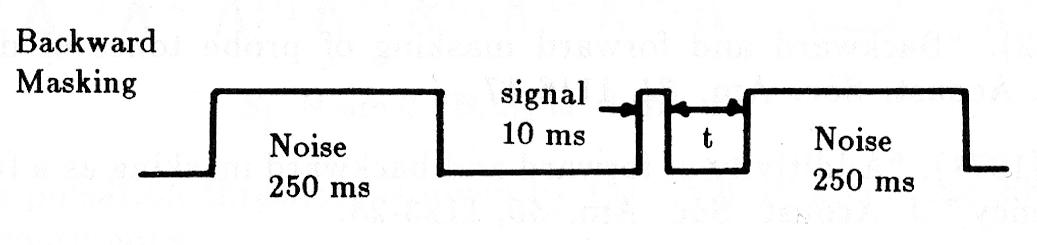 Backward
Masking
signal
10 ms
t
Noise
250 ms
Noise
250 ms